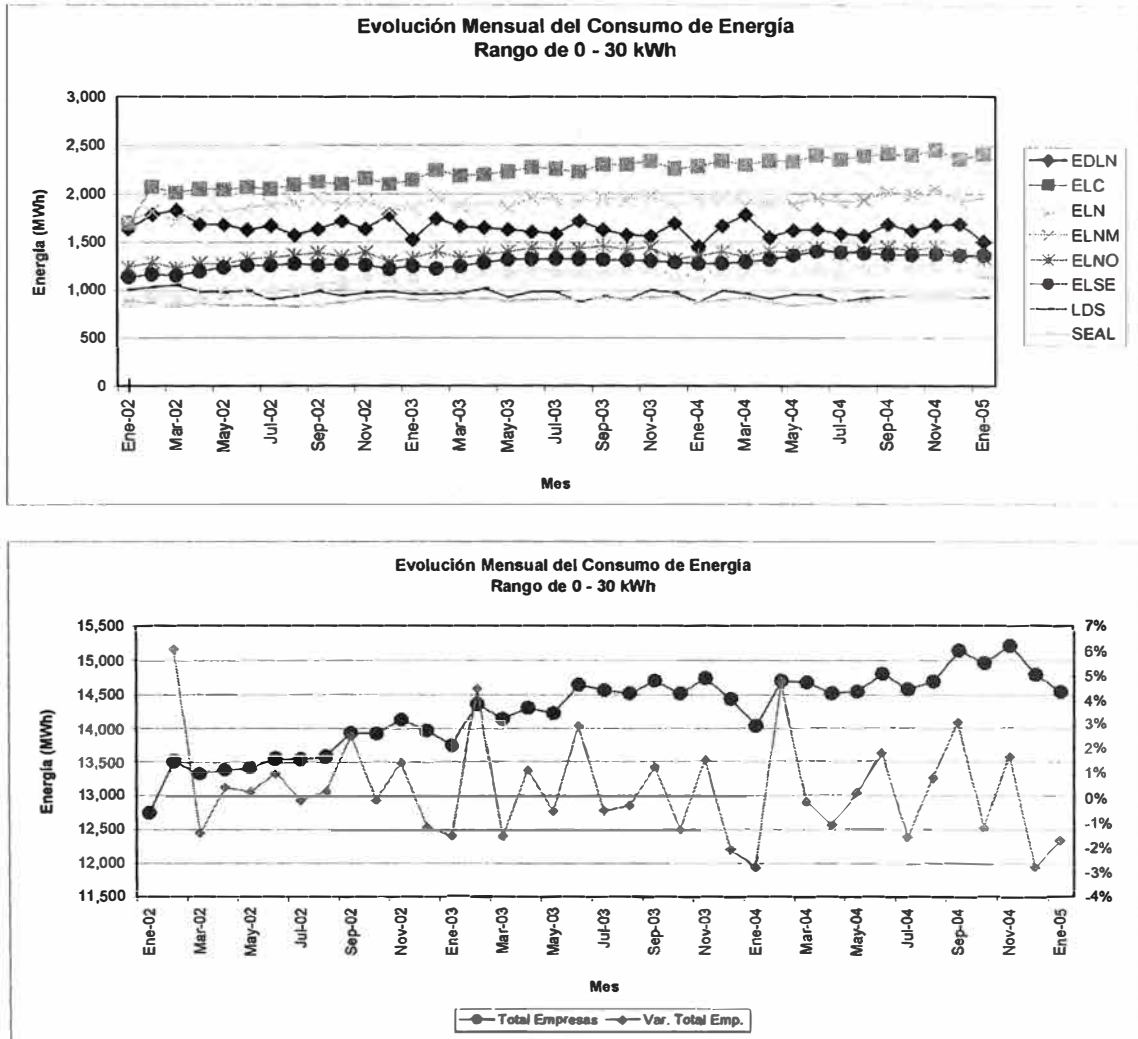 Evolución Mensual del Consumo de Energía
Rango de 0 - 30 kWh
3,000
2,500
2,000
1,500
1,000
500
0
Energía (MWh)
Ene-02
Mar-02
May-02
Jul-02
Sep-02
Nov-02
Ene-03
Mar-03
May-03
Jul-03
Sep-03
Nov-03
Ene-04
Mar-04
May-04
Jul-04
Sep-04
Nov-04
Ene-05
Mes
EDLN
ELC
ELN
ELNM
ELNO
ELSE
LDS
SEAL
Evolución Mensual del Consumo de Energía
Rango de 0 - 30 kWh
15,500
15,000
14,500
14,000
13,500
13,000
12,500
12,000
11,500
Energía (MWh)
7%
6%
5%
4%
3%
2%
1%
0%
-1%
-2%
-3%
-4%
Ene-02
Mar-02
May-02
Jul-02
Sep-02
Nov-02
Ene-03
Mar-03
May-03
Jul-03
Sep-03
Nov-03
Ene-04
Mar-04
May-04
Jul-04
Sep-04
Nov-04
Ene-05
Mes
Total Empresas
Var. Total Emp.